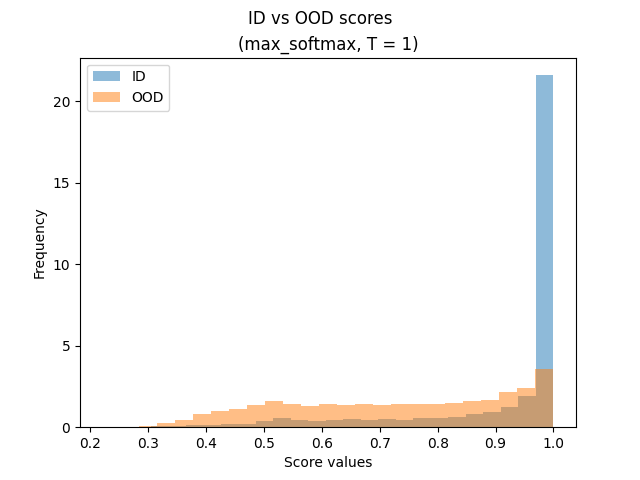 ID vs OOD scores
(max_softmax, T = 1)
ID
OOD
Frequency
20
15
10
5
0
0.2 0.3 0.4 0.5 0.6 0.7 0.8 0.9 1.0
Score values